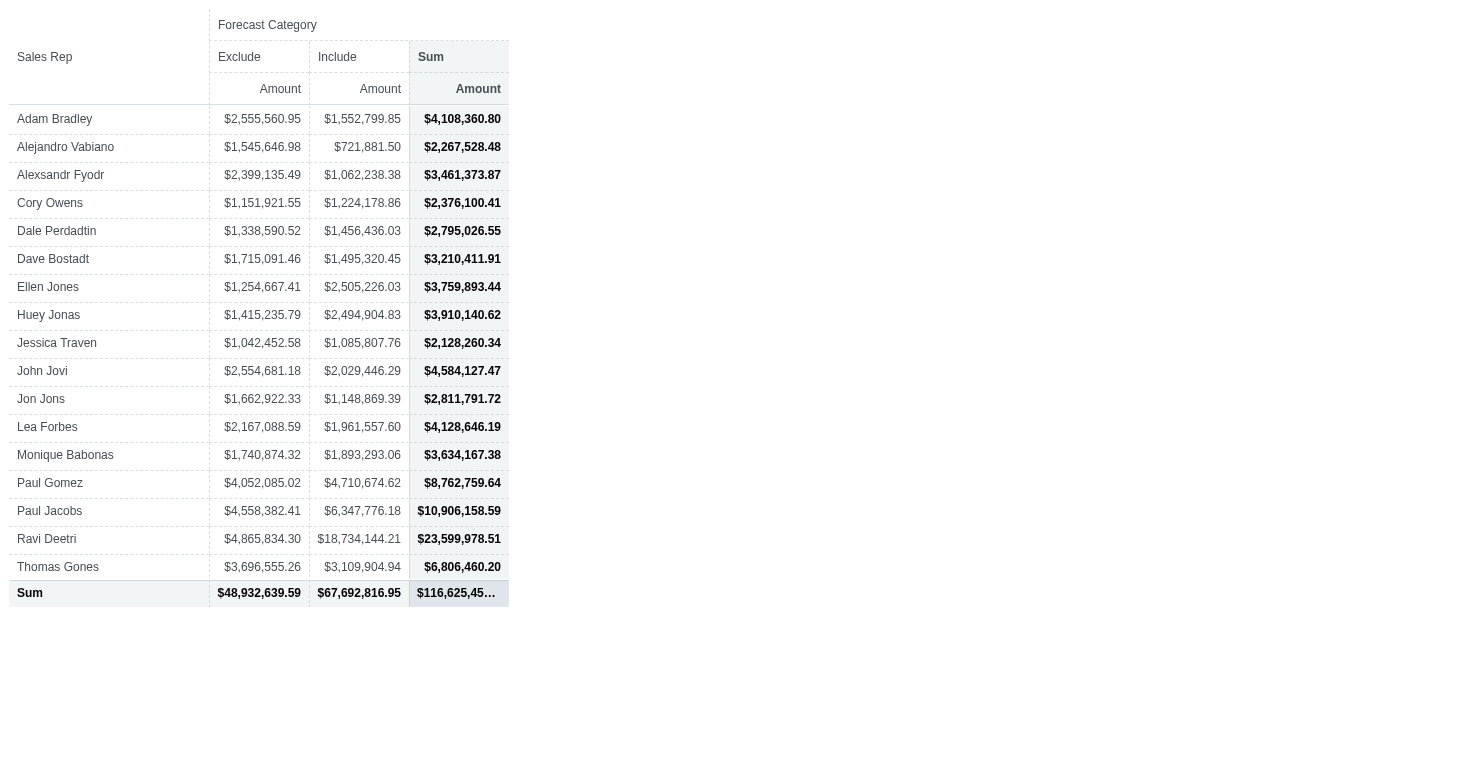 Forecast Category
Sales Rep Exclude Include Sum
Amount Amount Amount
Adam Bradley $2,555,560.95 $1,552,799.85 $4,108,360.80
Alejandro Vabiano $1,545,646.98 $721,881.50 $2,267,528.48
Alexsandr Fyodr $2,399,135.49 $1,062,238.38 $3,461,373.87
Cory Owens $1,151,921.55 $1,224,178.86 $2,376,100.41
Dale Perdadtin $1,338,590.52 $1,456,436.03 $2,795,026.55
Dave Bostadt $1,715,091.46 $1,495,320.45 $3,210,411.91
Ellen Jones $1,254,667.41 $2,505,226.03 $3,759,893.44
Huey Jonas $1,415,235.79 $2,494,904.83 $3,910,140.62
Jessica Traven $1,042,452.58 $1,085,807.76 $2,128,260.34
John Jovi $2,554,681.18 $2,029,446.29 $4,584,127.47
Jon Jons $1,662,922.33 $1,148,869.39 $2,811,791.72
Lea Forbes $2,167,088.59 $1,961,557.60 $4,128,646.19
Monique Babonas $1,740,874.32 $1,893,293.06 $3,634,167.38
Paul Gomez $4,052,085.02 $4,710,674.62 $8,762,759.64
Paul Jacobs $4,558,382.41 $6,347,776.18 $10,906,158.59
Ravi Deetri $4,865,834.30 $18,734,144.21 $23,599,978.51
Thomas Gones $3,696,555.26 $3,109,904.94 $6,806,460.20
Sum $48,932,639.59 $67,692,816.95 $116,625,45...